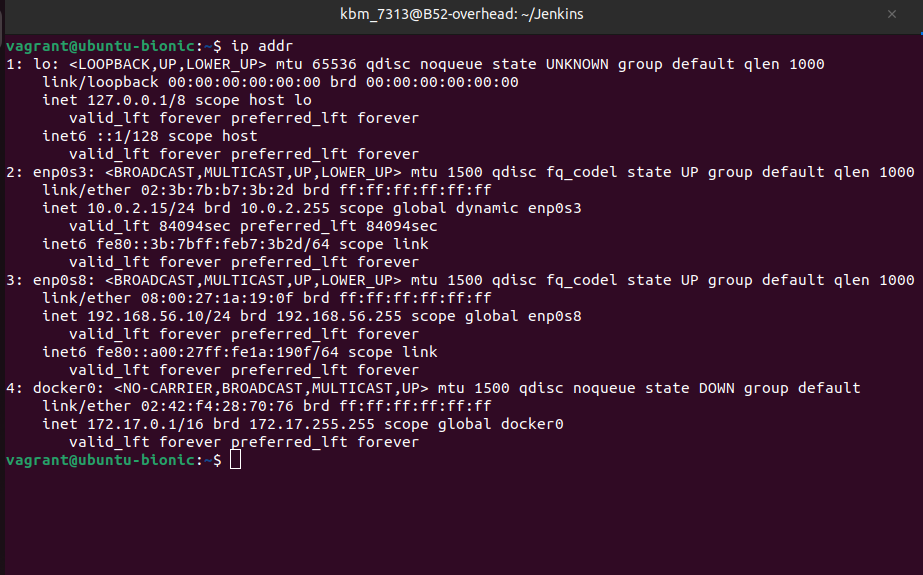 kbm_7313@B52-overhead: ~/Jenkins
vagrant@ubuntu-bionic:~$ ip addr
1: lo: <LOOPBACK,UP,LOWER_UP> mtu 65536 qdisc noqueue state UNKNOWN group default qlen 1000
    link/loopback 00:00:00:00:00:00 brd 00:00:00:00:00:00
    inet 127.0.0.1/8 scope host lo
       valid_lft forever preferred_lft forever
    inet6 ::1/128 scope host
       valid_lft forever preferred_lft forever
2: enp0s3: <BROADCAST,MULTICAST,UP,LOWER_UP> mtu 1500 qdisc fq_codel state UP group default qlen 1000
    link/ether 02:3b:7b:b7:3b:2d brd ff:ff:ff:ff:ff:ff
    inet 10.0.2.15/24 brd 10.0.2.255 scope global dynamic enp0s3
       valid_lft 84094sec preferred_lft 84094sec
    inet6 fe80::3b:7bff:feb7:3b2d/64 scope link
       valid_lft forever preferred_lft forever
3: enp0s8: <BROADCAST,MULTICAST,UP,LOWER_UP> mtu 1500 qdisc fq_codel state UP group default qlen 1000
    link/ether 08:00:27:1a:19:0f brd ff:ff:ff:ff:ff:ff
    inet 192.168.56.10/24 brd 192.168.56.255 scope global enp0s8
       valid_lft forever preferred_lft forever
    inet6 fe80::a00:27ff:fe1a:190f/64 scope link
       valid_lft forever preferred_lft forever
4: docker0: <NO-CARRIER,BROADCAST,MULTICAST,UP> mtu 1500 qdisc noqueue state DOWN group default
    link/ether 02:42:f4:28:70:76 brd ff:ff:ff:ff:ff:ff
    inet 172.17.0.1/16 brd 172.17.255.255 scope global docker0
       valid_lft forever preferred_lft forever
vagrant@ubuntu-bionic:~$